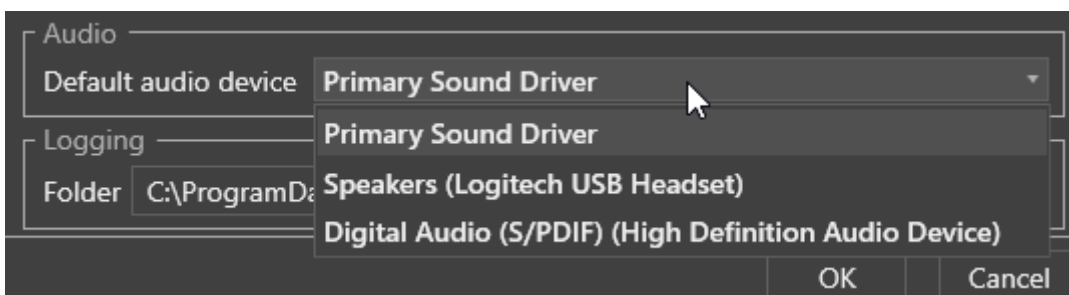 Audio
Default audio device Primary Sound Driver
Primary Sound Driver
Logging
Speakers (Logitech USB Headset)
Folder
Digital Audio (S/PDIF) (High Definition Audio Device)
OK Cancel